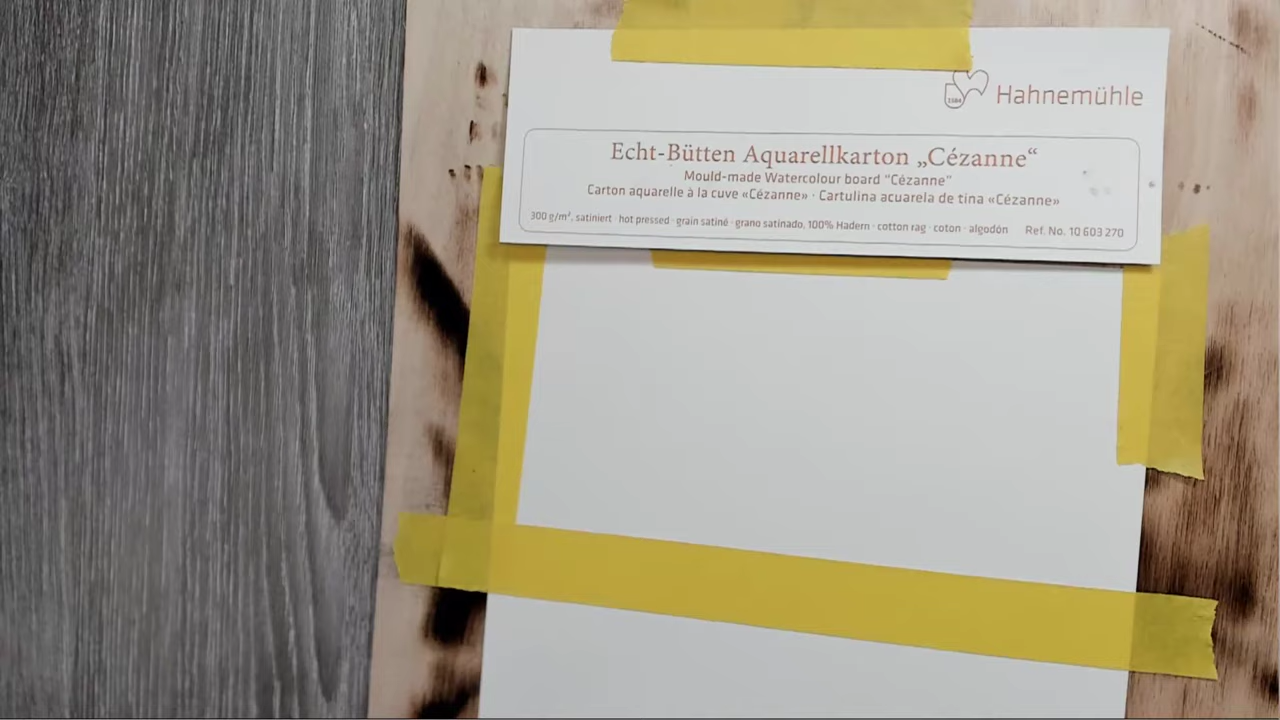 1584
Hahnemühle
Echt-Bütten Aquarellkarton „Cézanne“
Mould-made Watercolour board "Cézanne"
Carton aquarelle à la cuve «Cézanne» · Cartulina acuarela de tina «Cézanne»
300 g/m², satiniert · hot pressed · grain satiné · grano satinado, 100% Hadern · cotton rag · coton · algodón Ref. No. 10 603 270